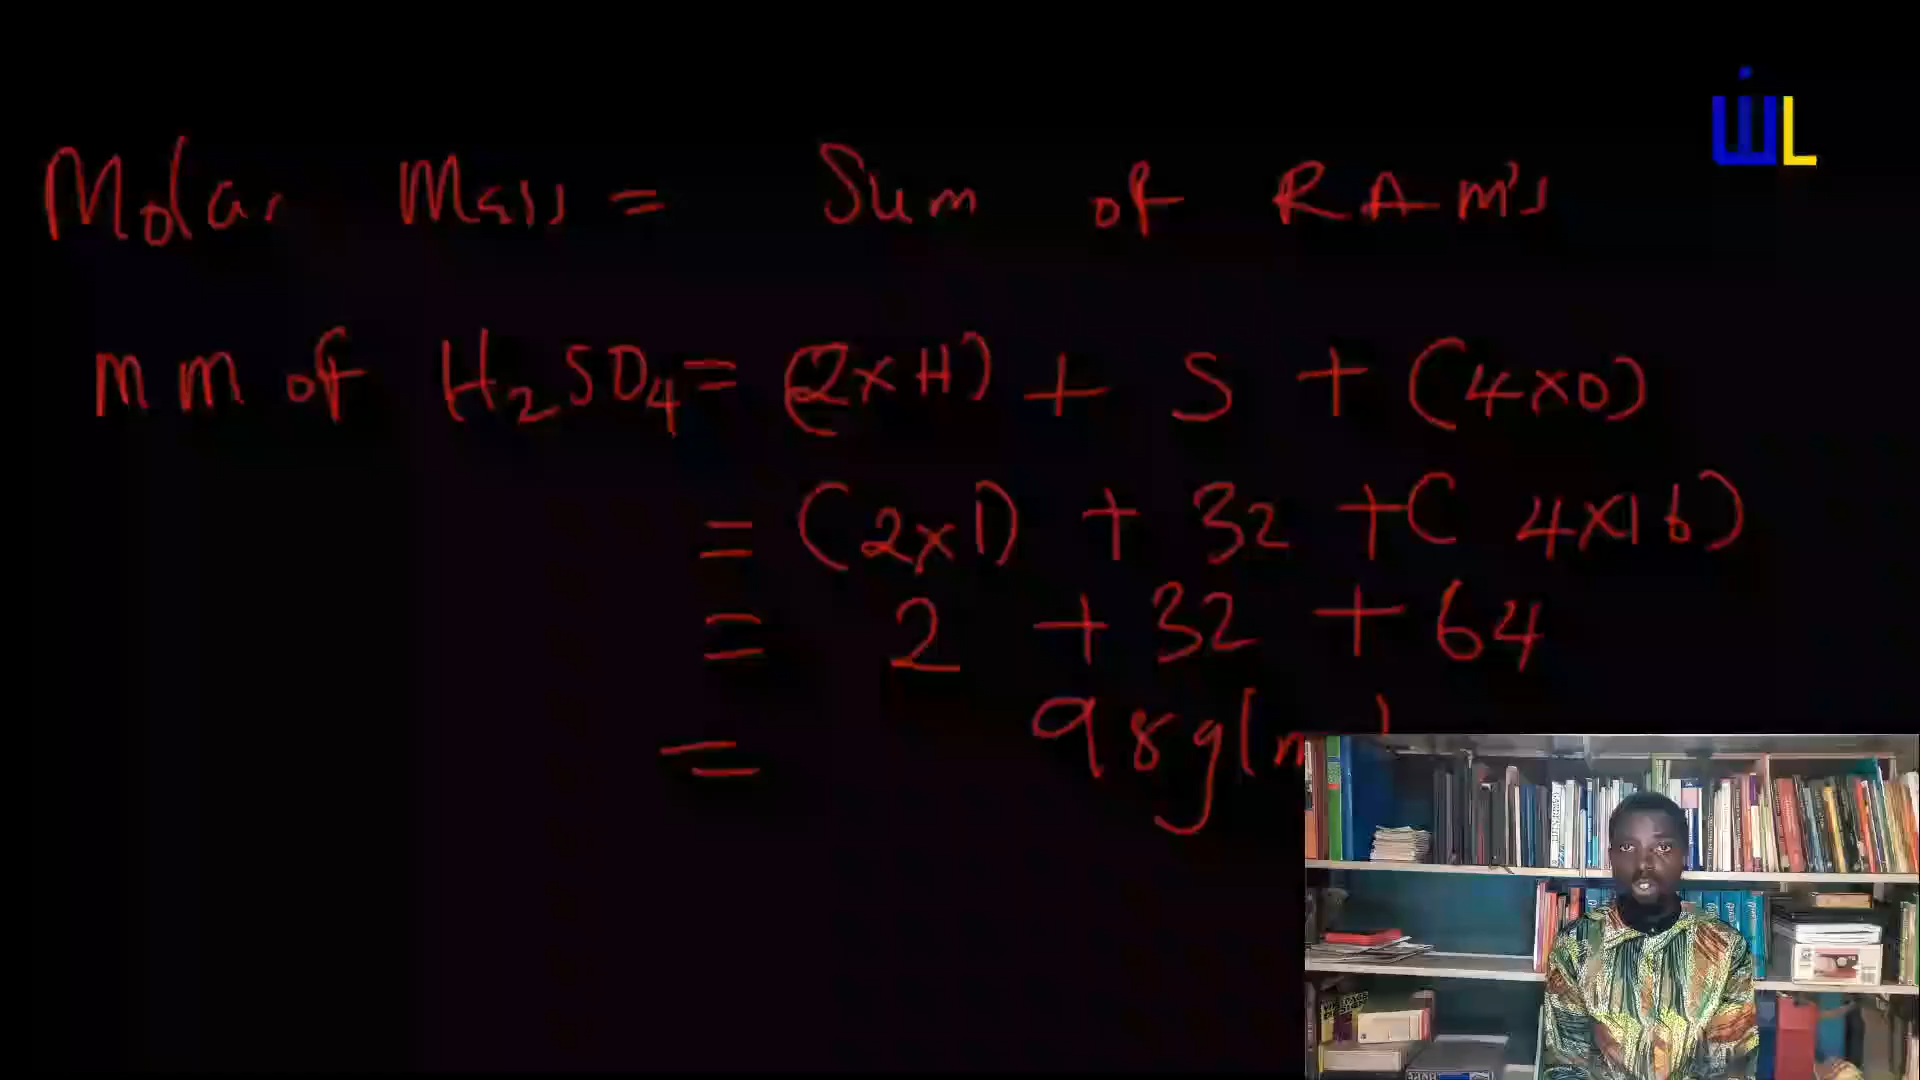 Molar Mass = Sum of RAM's
mm of H₂SO₄ = (2×H) + S + (4×O)
= (2×1) + 32 + (4×16)
= 2 + 32 + 64
= 98g/m
WL